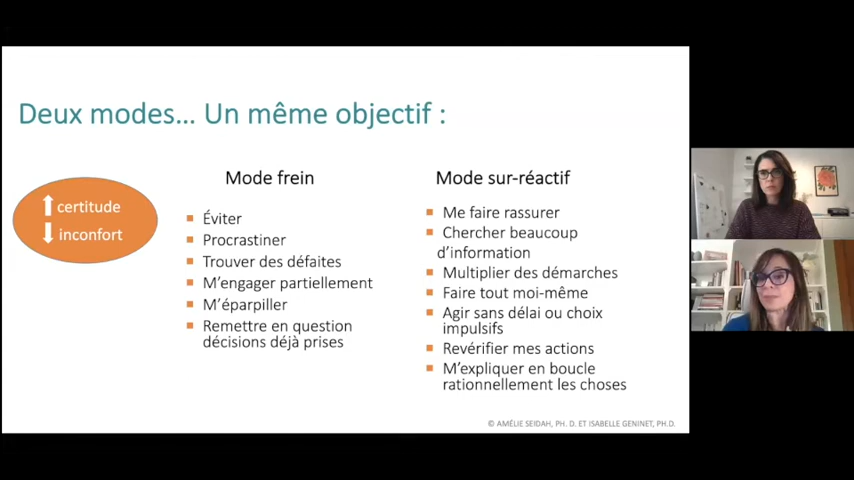 Deux modes... Un même objectif :
certitude
inconfort
Mode frein
Éviter
Procrastiner
Trouver des défaites
M'engager partiellement
M'éparpiller
Remettre en question
décisions déjà prises
Mode sur-réactif
Me faire rassurer
Chercher beaucoup
d'information
Multiplier des démarches
Faire tout moi-même
Agir sans délai ou choix
impulsifs
Revérifier mes actions
M'expliquer en boucle
rationnellement les choses
© AMÉLIE SEIDAH, PH. D. ET ISABELLE GENINET, PH.D.